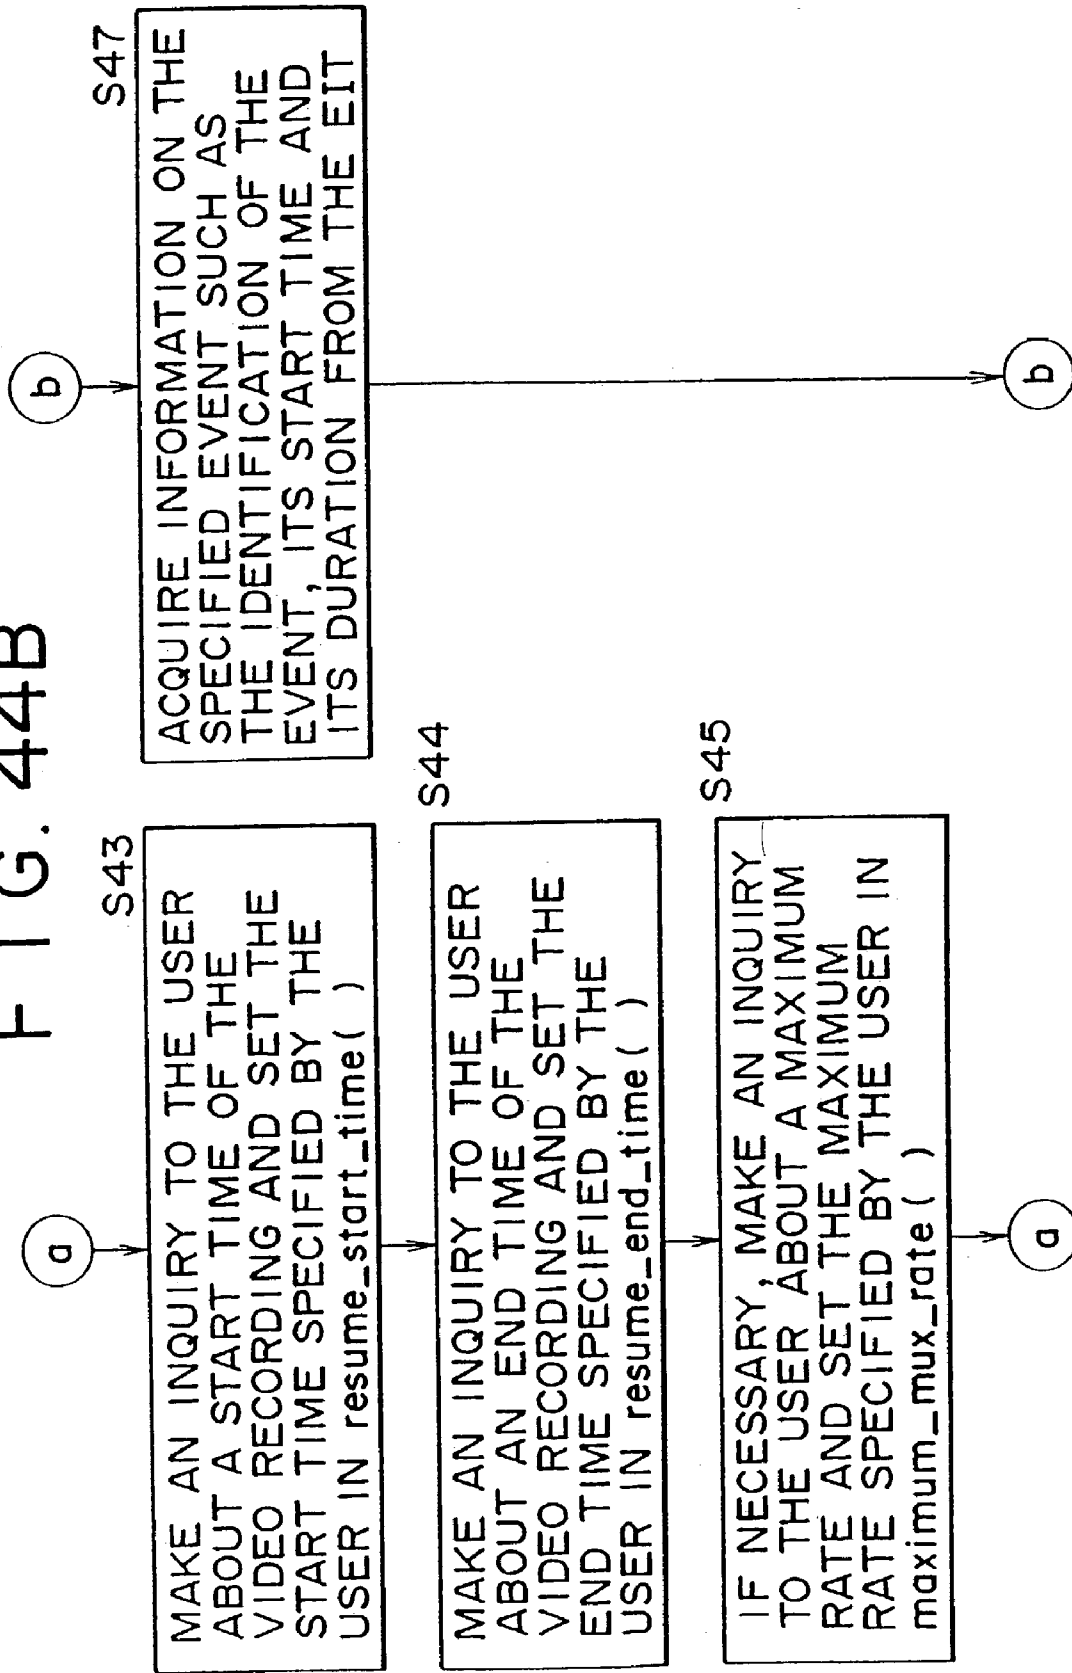 FIG. 44B
a
S43
MAKE AN INQUIRY TO THE USER
ABOUT A START TIME OF THE
VIDEO RECORDING AND SET THE
START TIME SPECIFIED BY THE
USER IN resume_start_time( )
S44
MAKE AN INQUIRY TO THE USER
ABOUT AN END TIME OF THE
VIDEO RECORDING AND SET THE
END TIME SPECIFIED BY THE
USER IN resume_end_time( )
S45
IF NECESSARY, MAKE AN INQUIRY
TO THE USER ABOUT A MAXIMUM
RATE AND SET THE MAXIMUM
RATE SPECIFIED BY THE USER IN
maximum_mux_rate( )
a
b
S47
ACQUIRE INFORMATION ON THE
SPECIFIED EVENT SUCH AS
THE IDENTIFICATION OF THE
EVENT, ITS START TIME AND
ITS DURATION FROM THE EIT
b